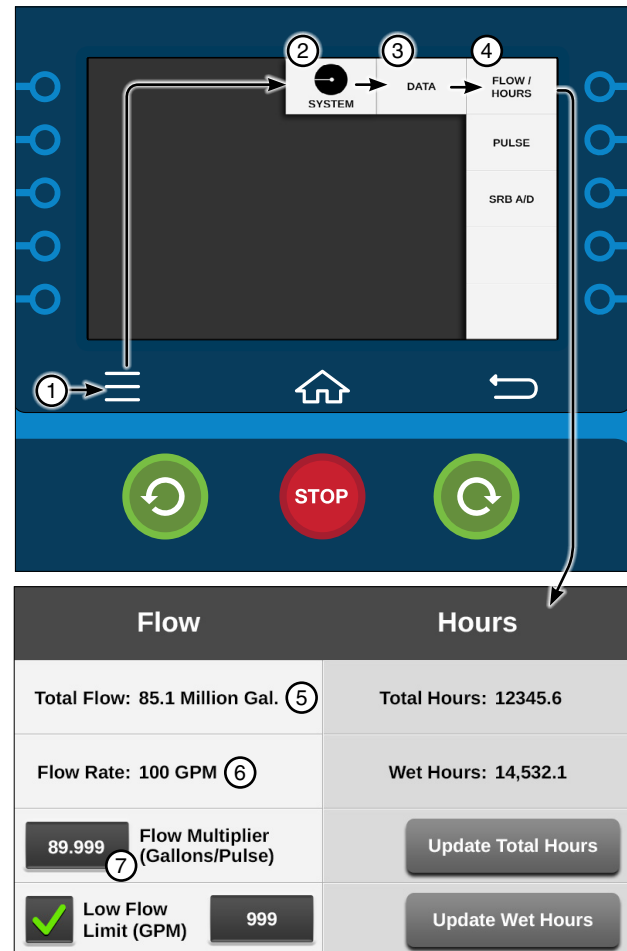 2
3
4
SYSTEM
DATA
FLOW /
HOURS
PULSE
SRB A/D
1
STOP
Flow
Hours
Total Flow: 85.1 Million Gal. 5
Total Hours: 12345.6
Flow Rate: 100 GPM 6
Wet Hours: 14,532.1
89.999
7
Flow Multiplier
(Gallons/Pulse)
Update Total Hours
Low Flow
Limit (GPM)
999
Update Wet Hours